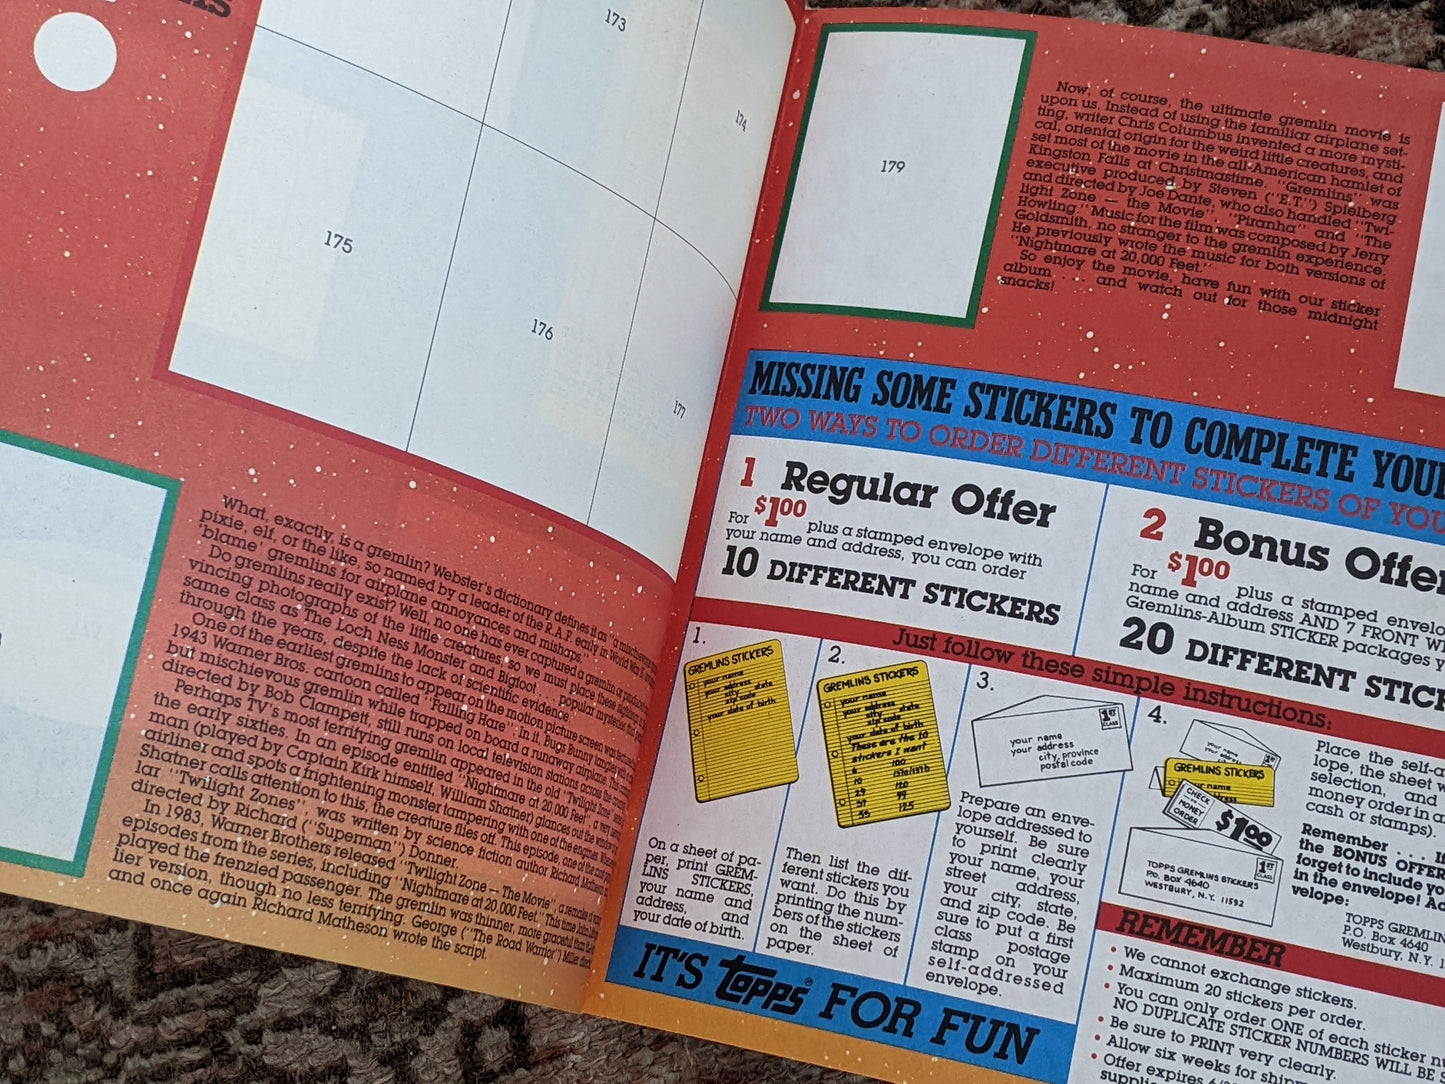 173
174
175
176
177
What, exactly, is a gremlin? Webster's dictionary defines it as "a mischievous
pixie, elf, or the like, so named by a leader of the R.A.F. early in World War
'blame' gremlins for airplane annoyances and mishaps."
Do gremlins really exist? Well, no one has ever captured a gremlin or produced
vincing photographs of the little creatures, so we must place these
same class as The Loch Ness Monster and Bigfoot . . . popular mysteries that
through the years, despite the lack of scientific evidence.
One of the earliest gremlins to appear on the motion picture screen was
1943 Warner Bros. cartoon called "Falling Hare". In it, Bugs Bunny
but mischievous gremlin while trapped on board a runaway airplane. This
directed by Bob Clampett, still runs on local television stations across the
Perhaps TV's most terrifying gremlin appeared in the old "Twilight Zone"
the early sixties. In an episode entitled "Nightmare at 20,000 Feet", a
man (played by Captain Kirk himself, William Shatner) glances out the window
airliner and spots a frightening monster tampering with one of the engines.
Shatner calls attention to this, the creature flies off. This episode, one of the
lar "Twilight Zones", was written by science fiction author Richard Matheson
directed by Richard ("Superman") Donner.
In 1983, Warner Brothers released "Twilight Zone — The Movie", a remake of
episodes from the series, including "Nightmare at 20,000 Feet." This time John
played the frenzied passenger. The gremlin was thinner, more graceful than
lier version, though no less terrifying. George ("The Road Warrior") Miller
and once again Richard Matheson wrote the script.
179
Now, of course, the ultimate gremlin movie is
upon us. Instead of using the familiar airplane set-
ting, writer Chris Columbus invented a more mysti-
cal, oriental origin for the weird little creatures, and
set most of the movie in the all-American hamlet of
Kingston Falls at Christmastime. "Gremlins" was
executive produced by Steven ("E.T.") Spielberg
and directed by Joe Dante, who also handled "Twi-
light Zone — the Movie", "Piranha" and "The
Howling." Music for the film was composed by Jerry
Goldsmith, no stranger to the gremlin experience.
He previously wrote the music for both versions of
"Nightmare at 20,000 Feet."
So enjoy the movie, have fun with our sticker
album . . . and watch out for those midnight
snacks!
MISSING SOME STICKERS TO COMPLETE YOUR
TWO WAYS TO ORDER DIFFERENT STICKERS OF YOU
1 Regular Offer
For $1.00 plus a stamped envelope with
your name and address, you can order
10 DIFFERENT STICKERS
2 Bonus Offer
For $1.00 plus a stamped envelo
name and address AND 7 FRONT W
Gremlins-Album STICKER packages y
20 DIFFERENT STICK
Just follow these simple instructions:
1.
GREMLINS STICKERS
your name
your address
city state
zip code
your date of birth
On a sheet of pa-
per, print GREM-
LINS STICKERS,
your name and
address, and
your date of birth.
2.
GREMLINS STICKERS
your name
your address
city state
zip code
your date of birth
These are the 10
stickers I want
Then list the dif-
ferent stickers you
want. Do this by
printing the num-
bers of the stickers
on the sheet of
paper.
3.
1ST CLASS
your name
your address
city, province
postal code
Prepare an enve-
lope addressed to
yourself. Be sure
to print clearly
your name, your
street address,
your city, state,
and zip code. Be
sure to put a first
class postage
stamp on your
self-addressed
envelope.
4.
GREMLINS STICKERS
CHECK OR MONEY ORDER
$1.00
1ST CLASS
TOPPS GREMLINS STICKERS
P.O. Box 4640
WESTBURY, N.Y. 11592
Place the self-a
lope, the sheet w
selection, and
money order in a
cash or stamps).
Remember . . . If
the BONUS OFFER
forget to include yo
in the envelope! Ad
velope:
TOPPS GREMLIN
P.O. Box 4640
Westbury, N.Y. 1
REMEMBER
• We cannot exchange stickers.
• Maximum 20 stickers per order.
• You can only order ONE of each sticker nu
NO DUPLICATE STICKER NUMBERS WILL BE S
• Be sure to PRINT very clearly.
• Allow six weeks for ship
• Offer expires
IT'S Topps® FOR FUN